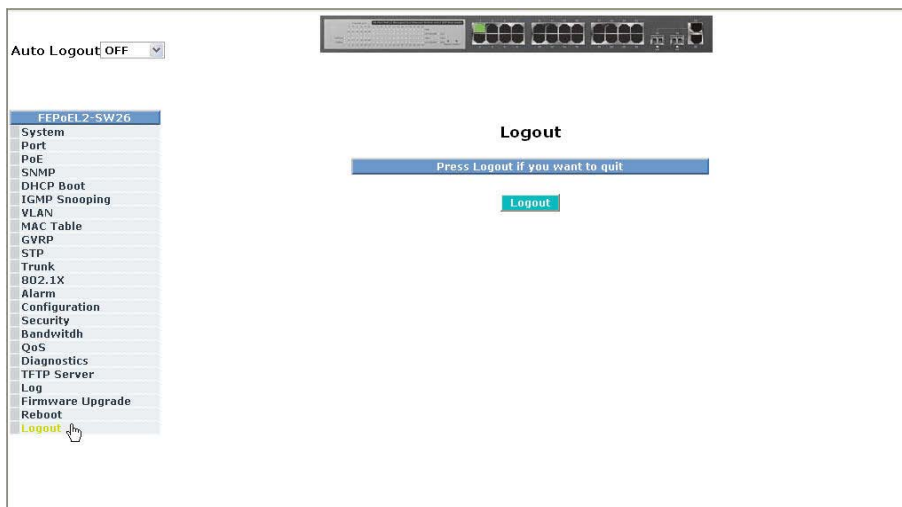 Auto Logout OFF
FEPoEL2-SW26
System
Port
PoE
SNMP
DHCP Boot
IGMP Snooping
VLAN
MAC Table
GVRP
STP
Trunk
802.1X
Alarm
Configuration
Security
Bandwitdh
QoS
Diagnostics
TFTP Server
Log
Firmware Upgrade
Reboot
Logout
Logout
Press Logout if you want to quit
Logout